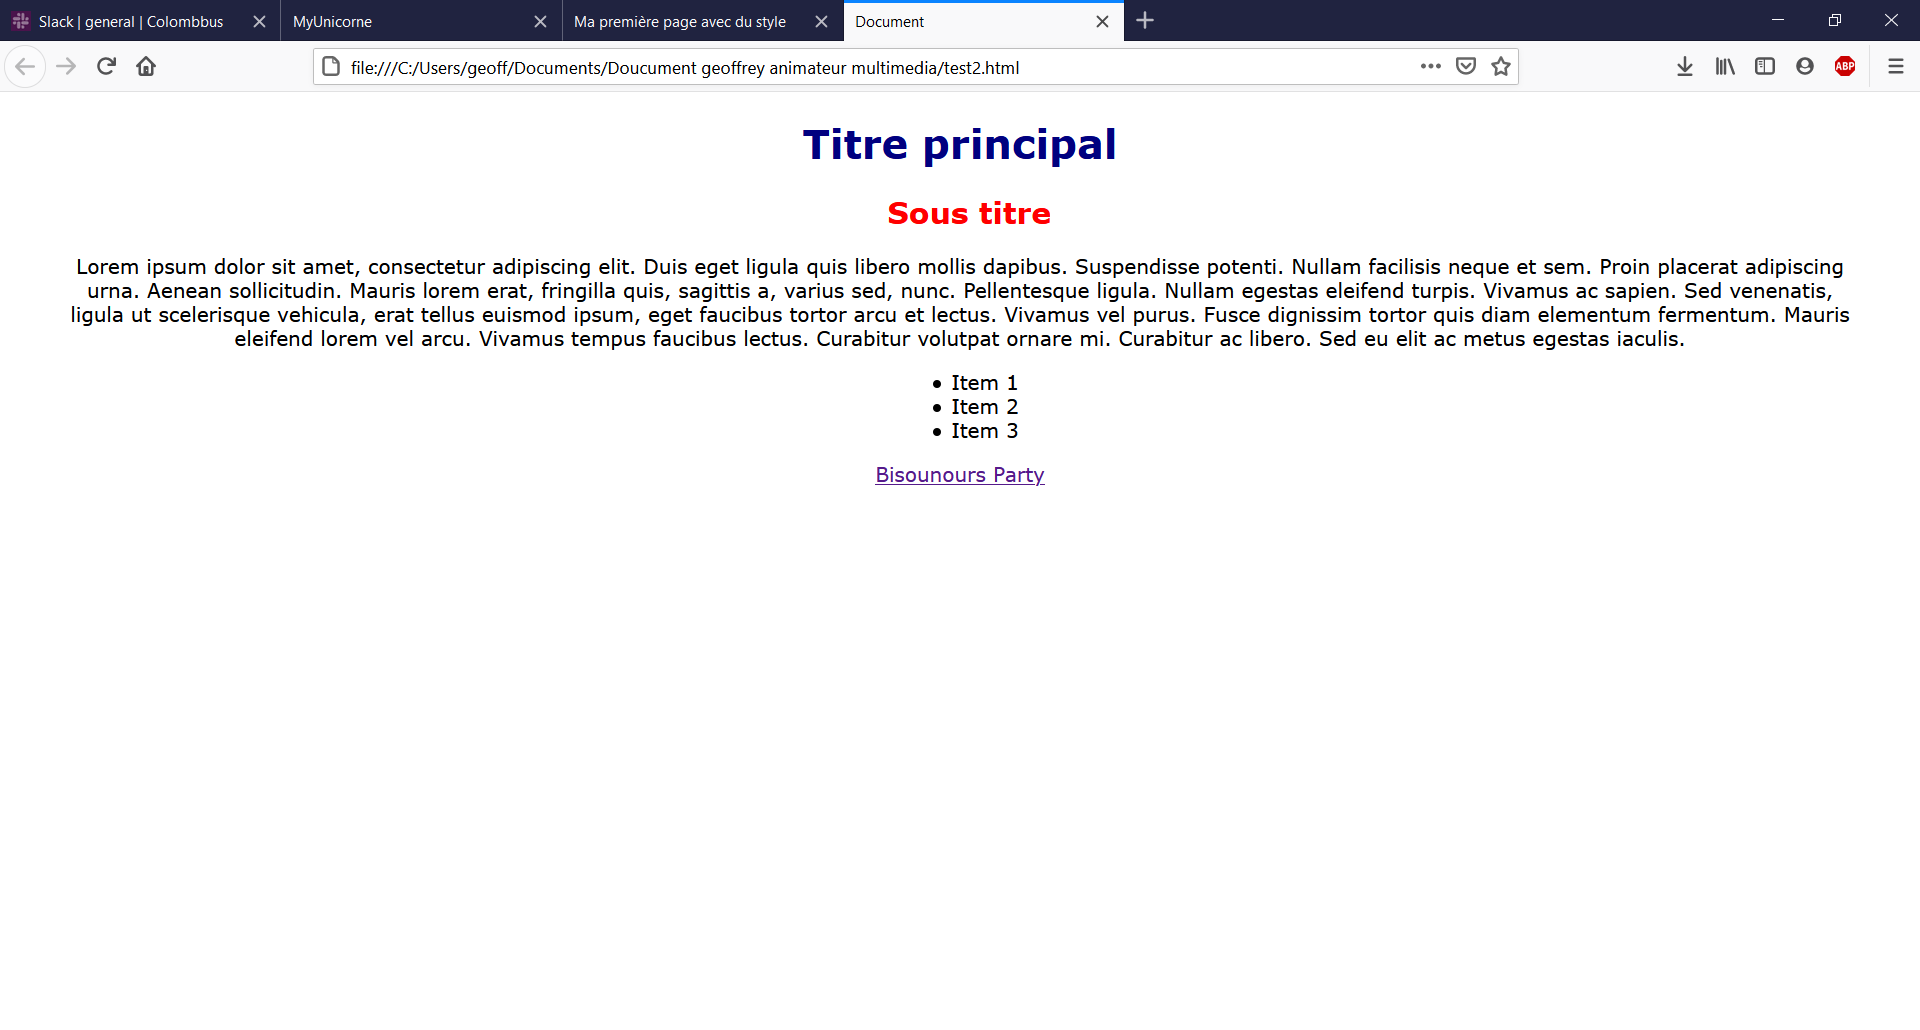 Slack | general | Colombbus
MyUnicorne
Ma première page avec du style
Document
file:///C:/Users/geoff/Documents/Doucument geoffrey animateur multimedia/test2.html
ABP
Titre principal
Sous titre
Lorem ipsum dolor sit amet, consectetur adipiscing elit. Duis eget ligula quis libero mollis dapibus. Suspendisse potenti. Nullam facilisis neque et sem. Proin placerat adipiscing
urna. Aenean sollicitudin. Mauris lorem erat, fringilla quis, sagittis a, varius sed, nunc. Pellentesque ligula. Nullam egestas eleifend turpis. Vivamus ac sapien. Sed venenatis,
ligula ut scelerisque vehicula, erat tellus euismod ipsum, eget faucibus tortor arcu et lectus. Vivamus vel purus. Fusce dignissim tortor quis diam elementum fermentum. Mauris
eleifend lorem vel arcu. Vivamus tempus faucibus lectus. Curabitur volutpat ornare mi. Curabitur ac libero. Sed eu elit ac metus egestas iaculis.
• Item 1
• Item 2
• Item 3
Bisounours Party